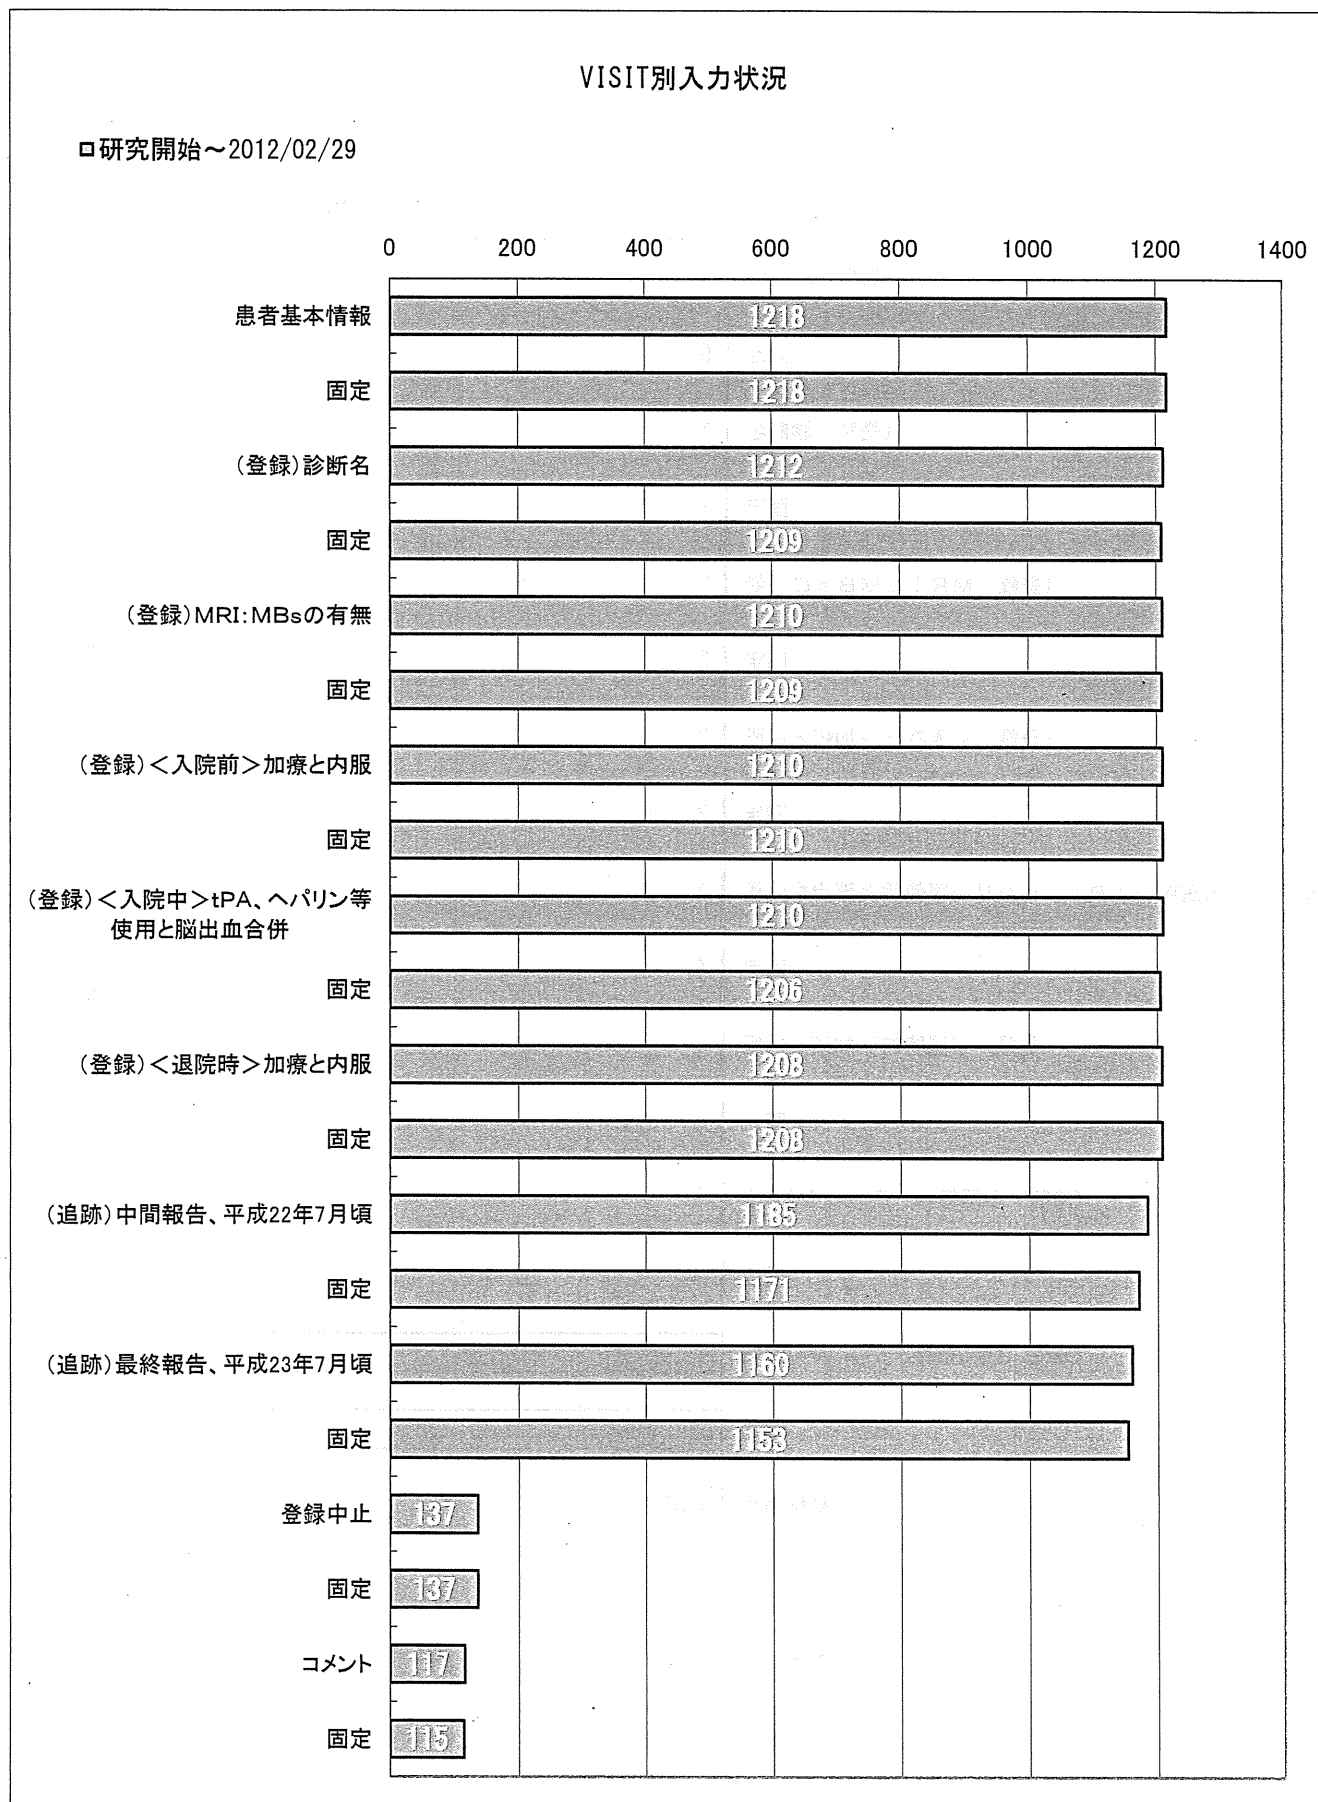 VISIT別入力状況
研究開始～2012/02/29
0 200 400 600 800 1000 1200 1400
患者基本情報 1218
固定 1218
(登録)診断名 1212
固定 1209
(登録)MRI:MBsの有無 1210
固定 1209
(登録)＜入院前＞加療と内服 1210
固定 1210
(登録)＜入院中＞tPA、ヘパリン等
使用と脳出血合併 1210
固定 1206
(登録)＜退院時＞加療と内服 1208
固定 1208
(追跡)中間報告、平成22年7月頃 1185
固定 1171
(追跡)最終報告、平成23年7月頃 1160
固定 1153
登録中止 137
固定 137
コメント 117
固定 115